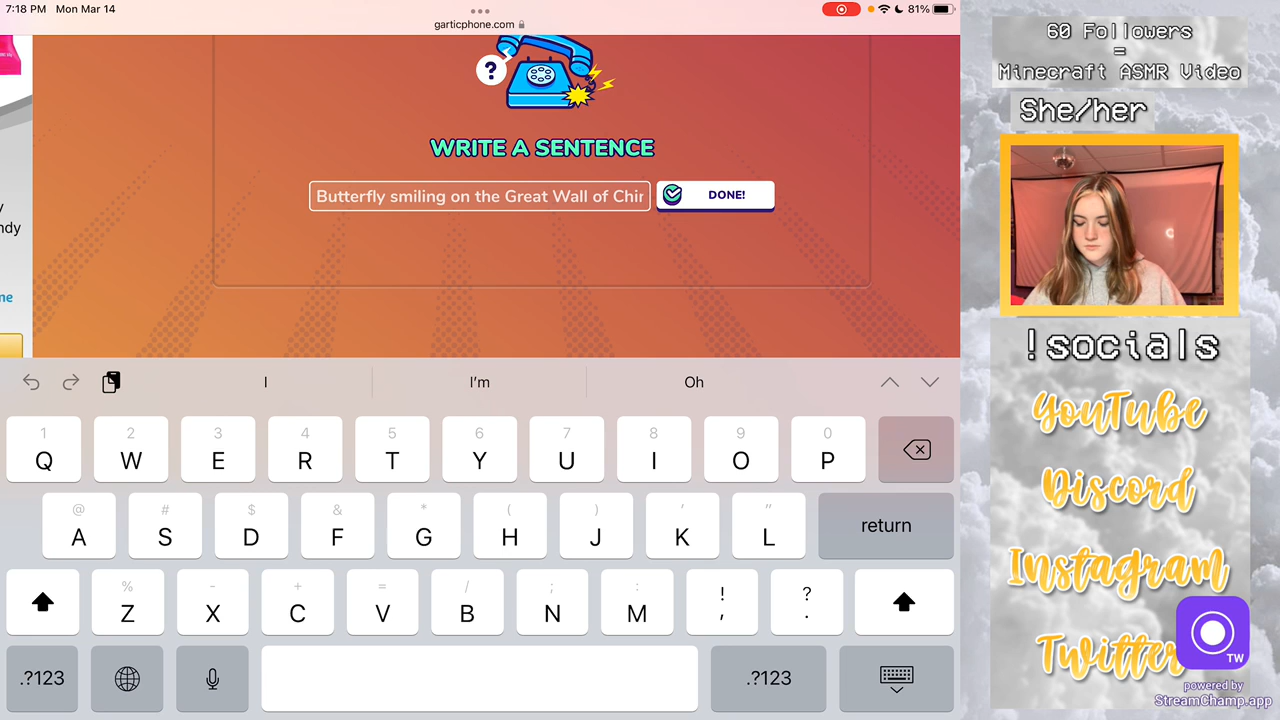 7:18 PM Mon Mar 14
81%
garticphone.com
?
WRITE A SENTENCE
Butterfly smiling on the Great Wall of Chin
DONE!
y
ndy
ne
I I'm Oh
1 2 3 4 5 6 7 8 9 0
Q W E R T Y U I O P
@ # $ & * ( ) ' "
A S D F G H J K L return
% - + = / ; : ! ?
Z X C V B N M , .
.?123 .?123
60 Followers
=
Minecraft ASMR Video
She/her
!socials
YouTube
Discord
Instagram
Twitter
TW
powered by
StreamChamp.app